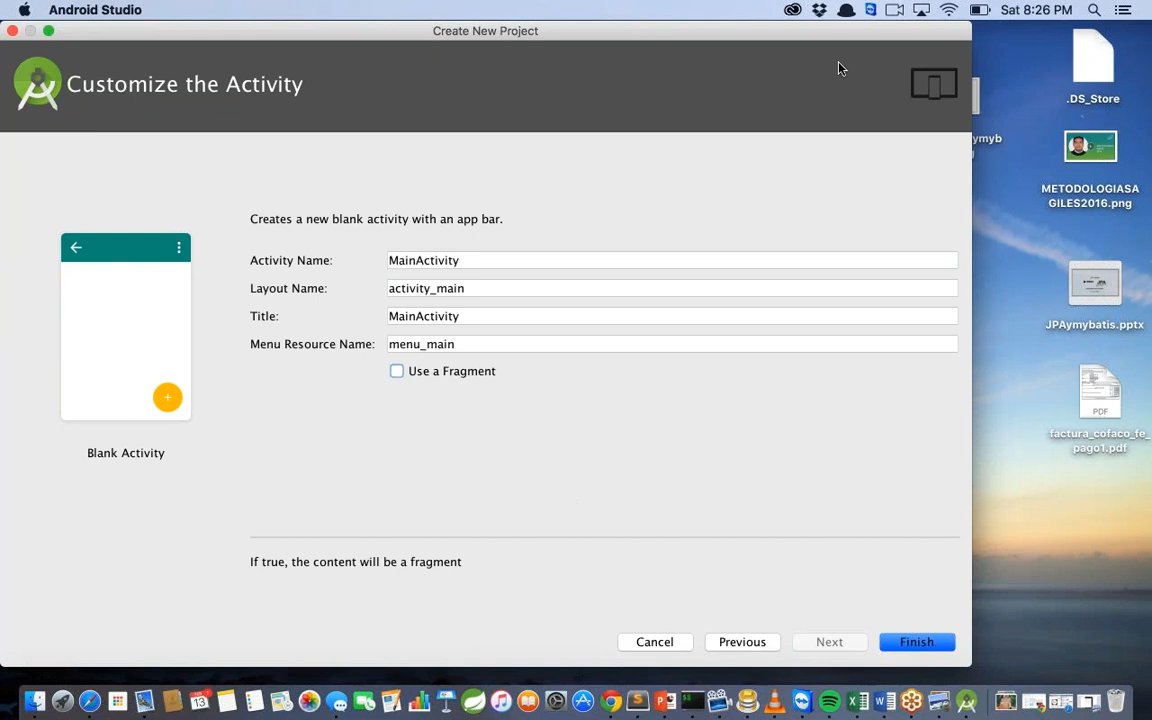 Android Studio
Sat 8:26 PM
Create New Project
Customize the Activity
.DS_Store
METODOLOGIASA
GILES2016.png
Creates a new blank activity with an app bar.
Activity Name: MainActivity
Layout Name: activity_main
Title: MainActivity
Menu Resource Name: menu_main
Use a Fragment
JPAymybatis.pptx
PDF
factura_cofaco_fe_
pago1.pdf
Blank Activity
If true, the content will be a fragment
Cancel
Previous
Next
Finish
13